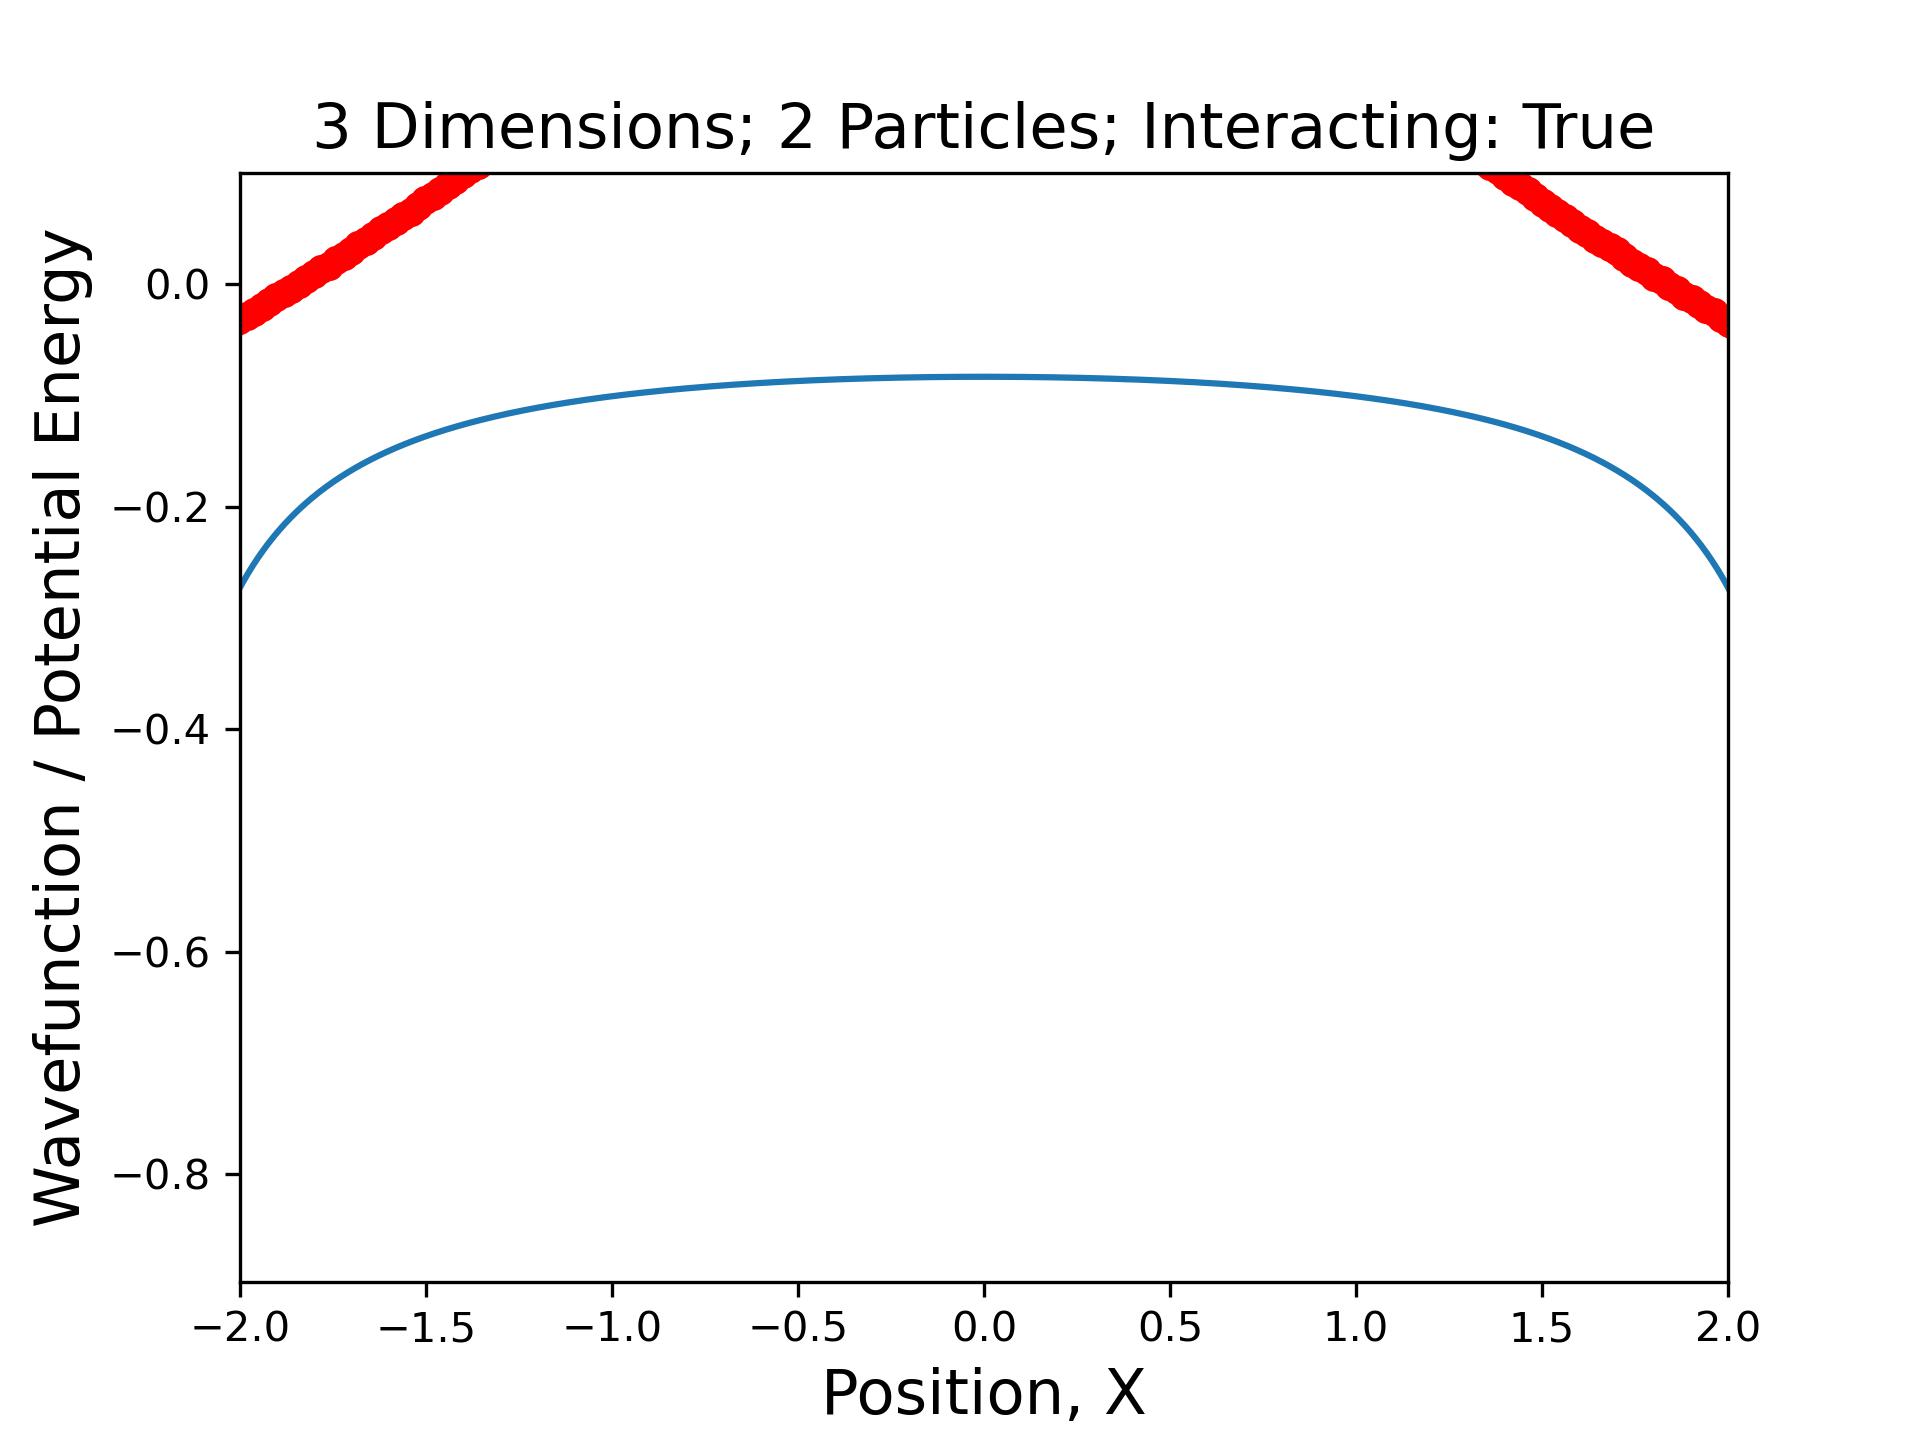 3 Dimensions; 2 Particles; Interacting: True
Wavefunction / Potential Energy
0.0
−0.2
−0.4
−0.6
−0.8
−2.0 −1.5 −1.0 −0.5 0.0 0.5 1.0 1.5 2.0
Position, X